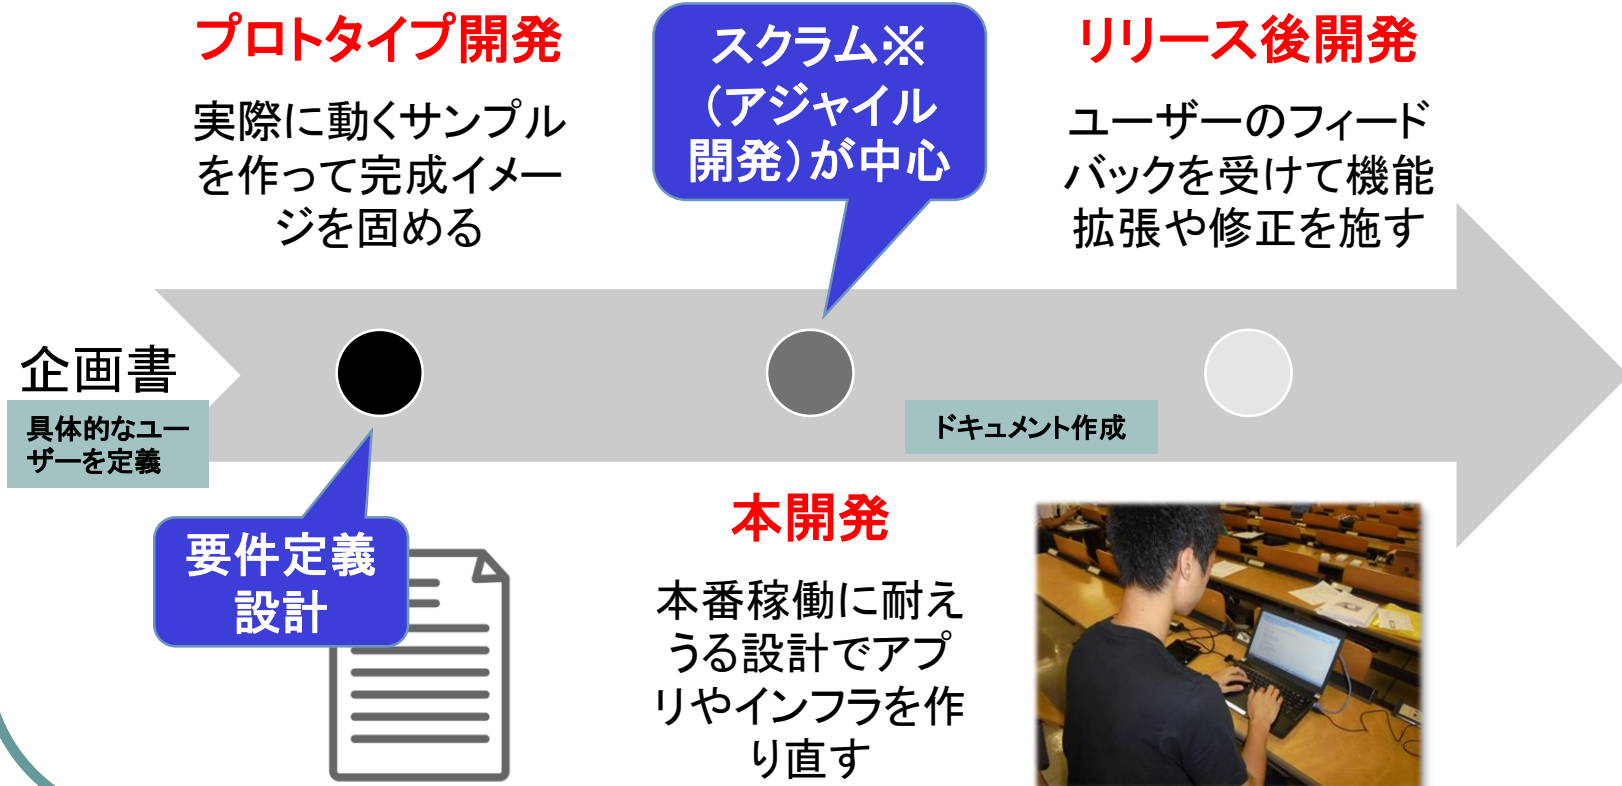 プロトタイプ開発
実際に動くサンプル
を作って完成イメー
ジを固める
スクラム※
（アジャイル
開発）が中心
リリース後開発
ユーザーのフィード
バックを受けて機能
拡張や修正を施す
企画書
具体的なユー
ザーを定義
ドキュメント作成
要件定義
設計
本開発
本番稼働に耐え
うる設計でアプ
リやインフラを作
り直す